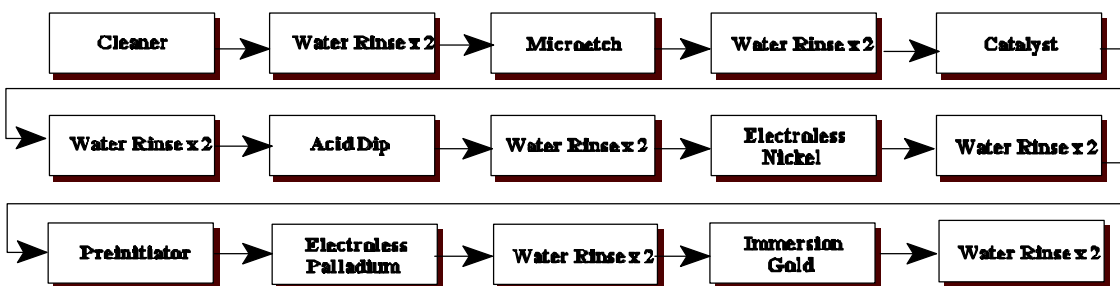 Cleaner
Water Rinse x 2
Microetch
Water Rinse x 2
Catalyst
Water Rinse x 2
Acid Dip
Water Rinse x 2
Electroless
Nickel
Water Rinse x 2
Preinitiator
Electroless
Palladium
Water Rinse x 2
Immersion
Gold
Water Rinse x 2